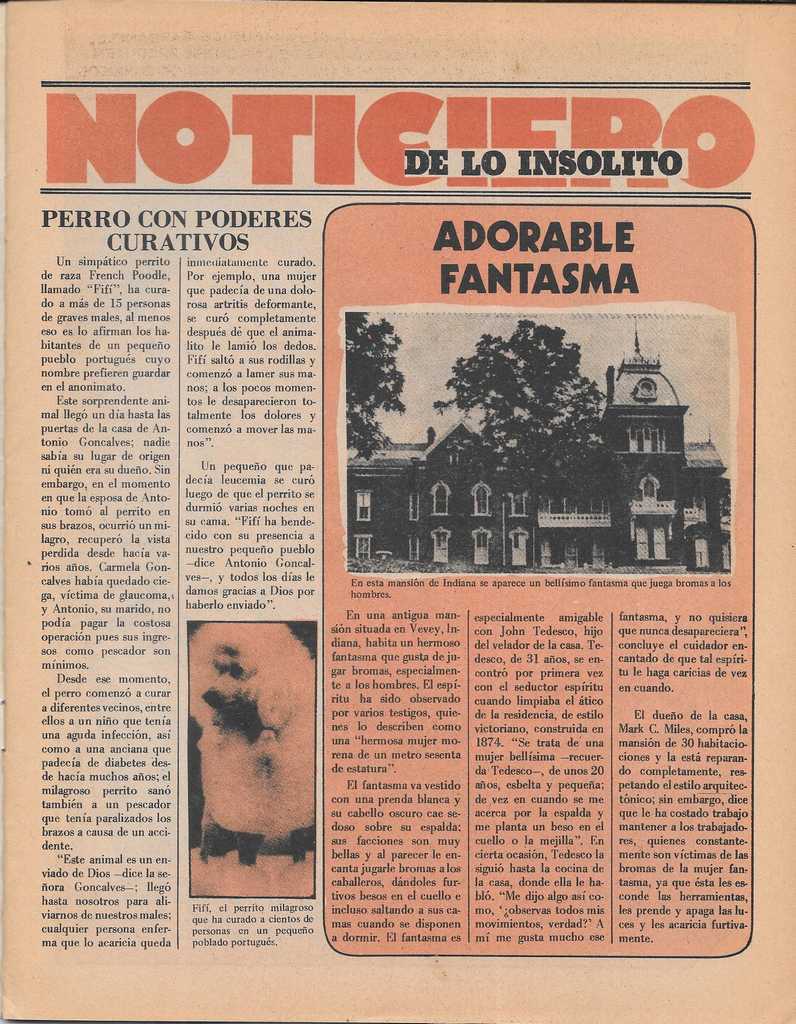 NOTICIERO
DE LO INSOLITO
PERRO CON PODERES
CURATIVOS
Un simpático perrito
de raza French Poodle,
llamado “Fifí”, ha cura-
do a más de 15 personas
de graves males, al menos
eso es lo afirman los ha-
bitantes de un pequeño
pueblo portugués cuyo
nombre prefieren guardar
en el anonimato.
Este sorprendente ani-
mal llegó un día hasta las
puertas de la casa de An-
tonio Goncalves; nadie
sabía su lugar de origen
ni quién era su dueño. Sin
embargo, en el momento
en que la esposa de Anto-
nio tomó al perrito en
sus brazos, ocurrió un mi-
lagro, recuperó la vista
perdida desde hacía va-
rios años. Carmela Gon-
calves había quedado cie-
ga, víctima de glaucoma,
y Antonio, su marido, no
podía pagar la costosa
operación pues sus ingre-
sos como pescador son
mínimos.
Desde ese momento,
el perro comenzó a curar
a diferentes vecinos, entre
ellos a un niño que tenía
una aguda infección, así
como a una anciana que
padecía de diabetes des-
de hacía muchos años; el
milagroso perrito sanó
también a un pescador
que tenía paralizados los
brazos a causa de un acci-
dente.
“Este animal es un en-
viado de Dios —dice la se-
ñora Goncalves—; llegó
hasta nosotros para ali-
viarnos de nuestros males;
cualquier persona enfer-
ma que lo acaricia queda
inmediatamente curado.
Por ejemplo, una mujer
que padecía de una dolo-
rosa artritis deformante,
se curó completamente
después dé que el anima-
lito le lamió los dedos.
Fifí saltó a sus rodillas y
comenzó a lamer sus ma-
nos; a los pocos momen-
tos le desaparecieron to-
talmente los dolores y
comenzó a mover las ma-
nos”.
Un pequeño que pa-
decía leucemia se curó
luego de que el perrito se
durmió varias noches en
su cama. “Fifí ha bende-
cido con su presencia a
nuestro pequeño pueblo
—dice Antonio Goncal-
ves—, y todos los días le
damos gracias a Dios por
haberlo enviado”.
Fifí, el perrito milagroso
que ha curado a cientos de
personas en un pequeño
poblado portugués.
ADORABLE
FANTASMA
En esta mansión de Indiana se aparece un bellísimo fantasma que juega bromas a los
hombres.
En una antigua man-
sión situada en Vevey, In-
diana, habita un hermoso
fantasma que gusta de ju-
gar bromas, especialmen-
te a los hombres. El espí-
ritu ha sido observado
por varios testigos, quie-
nes lo describen como
una “hermosa mujer mo-
rena de un metro sesenta
de estatura”.
El fantasma va vestido
con una prenda blanca y
su cabello oscuro cae se-
doso sobre su espalda;
sus facciones son muy
bellas y al parecer le en-
canta jugarle bromas a los
caballeros, dándoles fur-
tivos besos en el cuello e
incluso saltando a sus ca-
mas cuando se disponen
a dormir. El fantasma es
especialmente amigable
con John Tedesco, hijo
del velador de la casa. Te-
desco, de 31 años, se en-
contró por primera vez
con el seductor espíritu
cuando limpiaba el ático
de la residencia, de estilo
victoriano, construida en
1874. “Se trata de una
mujer bellísima —recuer-
da Tedesco—, de unos 20
años, esbelta y pequeña;
de vez en cuando se me
acerca por la espalda y
me planta un beso en el
cuello o la mejilla”. En
cierta ocasión, Tedesco la
siguió hasta la cocina de
la casa, donde ella le ha-
bló. “Me dijo algo así co-
mo, ‘¿observas todos mis
movimientos, verdad?’ A
mí me gusta mucho ese
fantasma, y no quisiera
que nunca desapareciera”,
concluye el cuidador en-
cantado de que tal espíri-
tu le haga caricias de vez
en cuando.
El dueño de la casa,
Mark C. Miles, compró la
mansión de 30 habitacio-
ciones y la está reparan-
do completamente, res-
petando el estilo arquitec-
tónico; sin embargo, dice
que le ha costado trabajo
mantener a los trabajado-
res, quienes constante-
mente son víctimas de las
bromas de la mujer fan-
tasma, ya que ésta les es-
conde las herramientas,
les prende y apaga las lu-
ces y les acaricia furtiva-
mente.